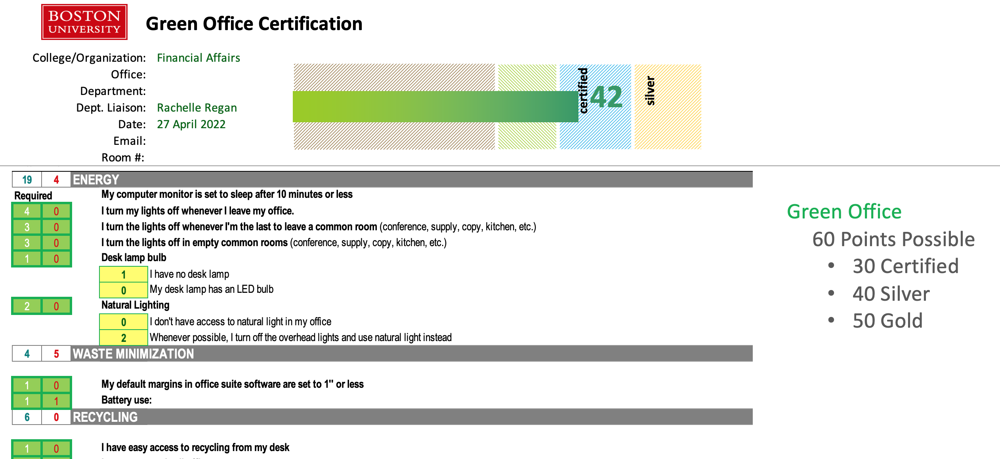 BOSTON
UNIVERSITY
Green Office Certification
College/Organization: Financial Affairs
Office:
Department:
Dept. Liaison: Rachelle Regan
Date: 27 April 2022
Email:
Room #:
certified
42
silver
19 4 ENERGY
Required My computer monitor is set to sleep after 10 minutes or less
4 0 I turn my lights off whenever I leave my office.
3 0 I turn the lights off whenever I'm the last to leave a common room (conference, supply, copy, kitchen, etc.)
3 0 I turn the lights off in empty common rooms (conference, supply, copy, kitchen, etc.)
1 0 Desk lamp bulb
1 I have no desk lamp
0 My desk lamp has an LED bulb
2 0 Natural Lighting
0 I don't have access to natural light in my office
2 Whenever possible, I turn off the overhead lights and use natural light instead
4 5 WASTE MINIMIZATION
1 0 My default margins in office suite software are set to 1" or less
1 1 Battery use:
6 0 RECYCLING
1 0 I have easy access to recycling from my desk
Green Office
60 Points Possible
• 30 Certified
• 40 Silver
• 50 Gold